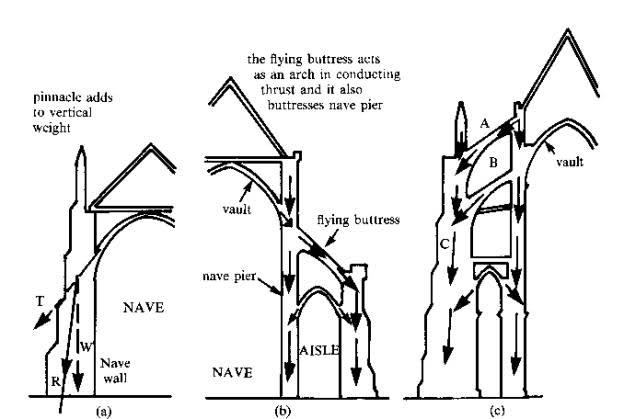 the flying buttress acts
as an arch in conducting
thrust and it also
buttresses nave pier
pinnacle adds
to vertical
weight
A
B
vault
vault
flying buttress
C
nave pier
T
NAVE
W
Nave
wall
R
AISLE
NAVE
(a)
(b)
(c)